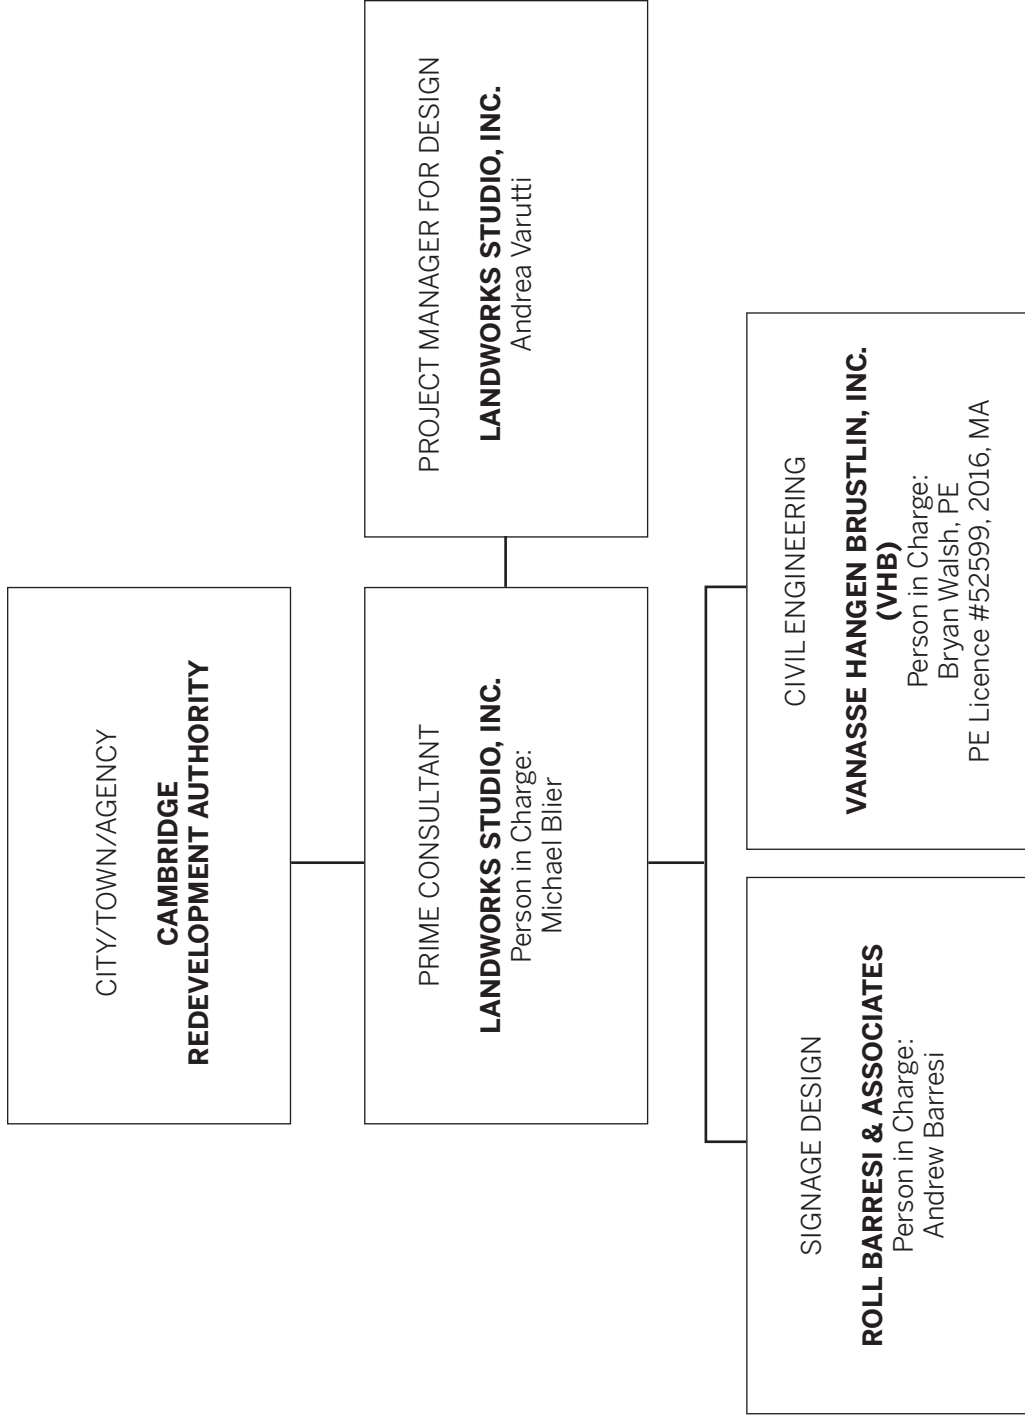 CITY/TOWN/AGENCY
CAMBRIDGE
REDEVELOPMENT AUTHORITY
PRIME CONSULTANT
LANDWORKS STUDIO, INC.
Person in Charge:
Michael Blier
PROJECT MANAGER FOR DESIGN
LANDWORKS STUDIO, INC.
Andrea Varutti
SIGNAGE DESIGN
ROLL BARRESI & ASSOCIATES
Person in Charge:
Andrew Barresi
CIVIL ENGINEERING
VANASSE HANGEN BRUSTLIN, INC.
(VHB)
Person in Charge:
Bryan Walsh, PE
PE Licence #52599, 2016, MA